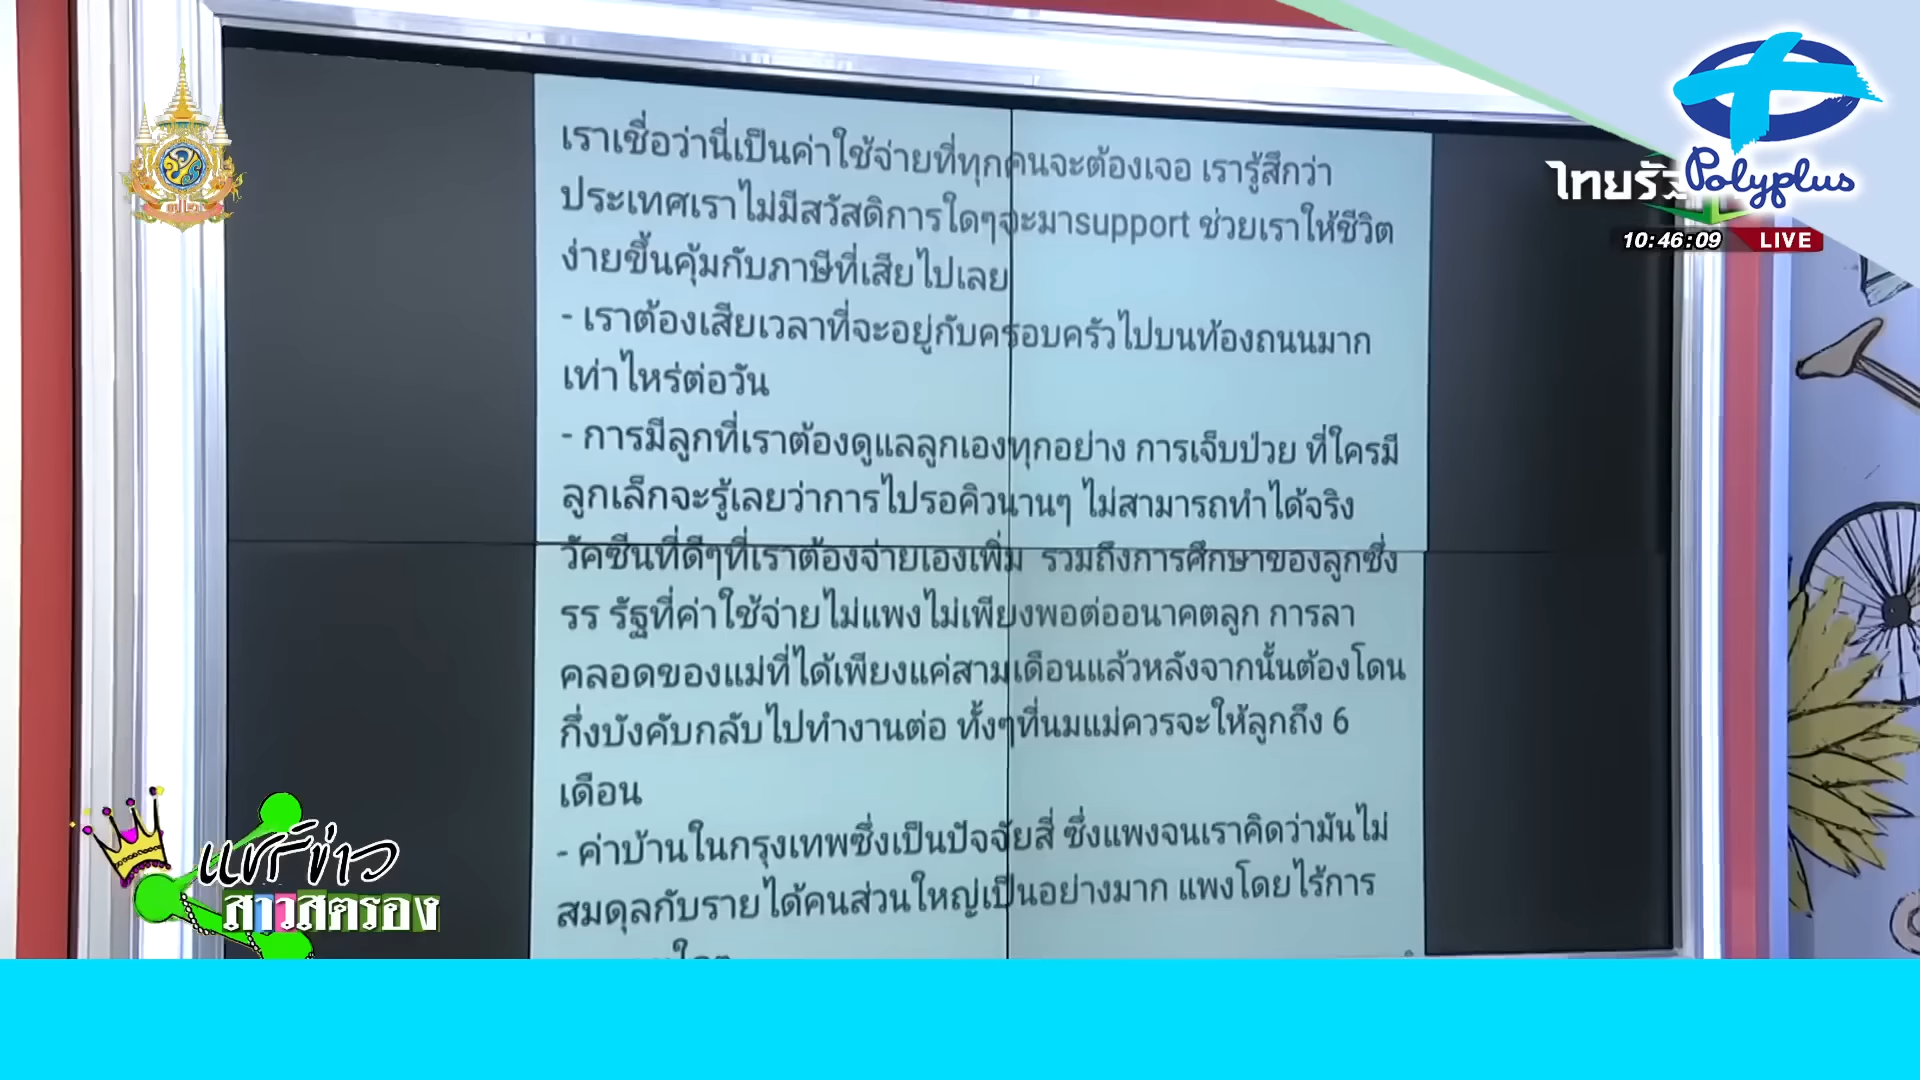 เราเชื่อว่านี่เป็นค่าใช้จ่ายที่ทุกคนจะต้องเจอ เรารู้สึกว่า
ประเทศเราไม่มีสวัสดิการใดๆจะมาsupport ช่วยเราให้ชีวิต
ง่ายขึ้นคุ้มกับภาษีที่เสียไปเลย
- เราต้องเสียเวลาที่จะอยู่กับครอบครัวไปบนท้องถนนมาก
เท่าไหร่ต่อวัน
- การมีลูกที่เราต้องดูแลลูกเองทุกอย่าง การเจ็บป่วย ที่ใครมี
ลูกเล็กจะรู้เลยว่าการไปรอคิวนานๆ ไม่สามารถทำได้จริง
วัคซีนที่ดีๆที่เราต้องจ่ายเองเพิ่ม รวมถึงการศึกษาของลูกซึ่ง
รร รัฐที่ค่าใช้จ่ายไม่แพงไม่เพียงพอต่ออนาคตลูก การลา
คลอดของแม่ที่ได้เพียงแค่สามเดือนแล้วหลังจากนั้นต้องโดน
กึ่งบังคับกลับไปทำงานต่อ ทั้งๆที่นมแม่ควรจะให้ลูกถึง 6
เดือน
- ค่าบ้านในกรุงเทพซึ่งเป็นปัจจัยสี่ ซึ่งแพงจนเราคิดว่ามันไม่
สมดุลกับรายได้คนส่วนใหญ่เป็นอย่างมาก แพงโดยไร้การ
Polyplus
10:46:09 LIVE
แชร์ข่าว
สาวสตรอง